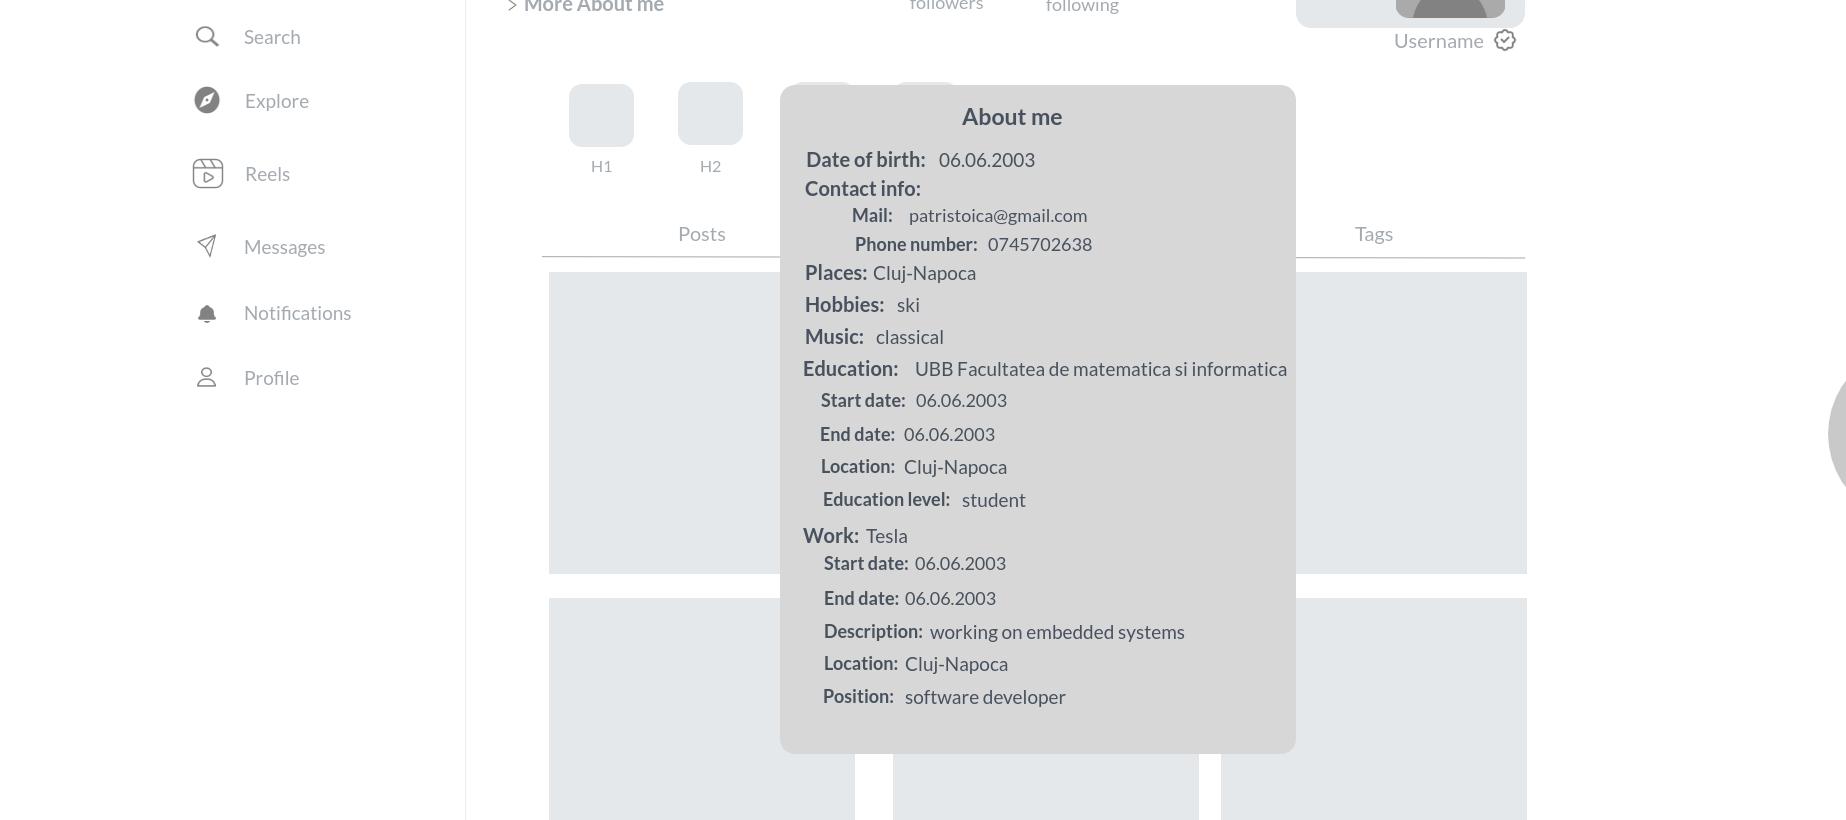 > More About me
followers
following
Search
Username
Explore
About me
Date of birth: 06.06.2003
H1
H2
Reels
Contact info:
Mail: patristoica@gmail.com
Posts
Tags
Messages
Phone number: 0745702638
Places: Cluj-Napoca
Hobbies: ski
Notifications
Music: classical
Education: UBB Facultatea de matematica si informatica
Profile
Start date: 06.06.2003
End date: 06.06.2003
Location: Cluj-Napoca
Education level: student
Work: Tesla
Start date: 06.06.2003
End date: 06.06.2003
Description: working on embedded systems
Location: Cluj-Napoca
Position: software developer